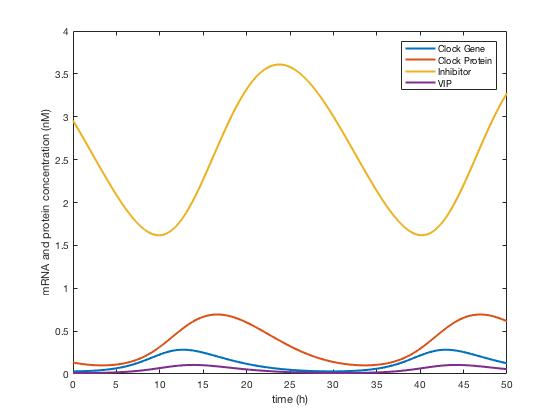 4
3.5
3
2.5
2
1.5
1
0.5
0
mRNA and protein concentration (nM)
Clock Gene
Clock Protein
Inhibitor
VIP
0 5 10 15 20 25 30 35 40 45 50
time (h)